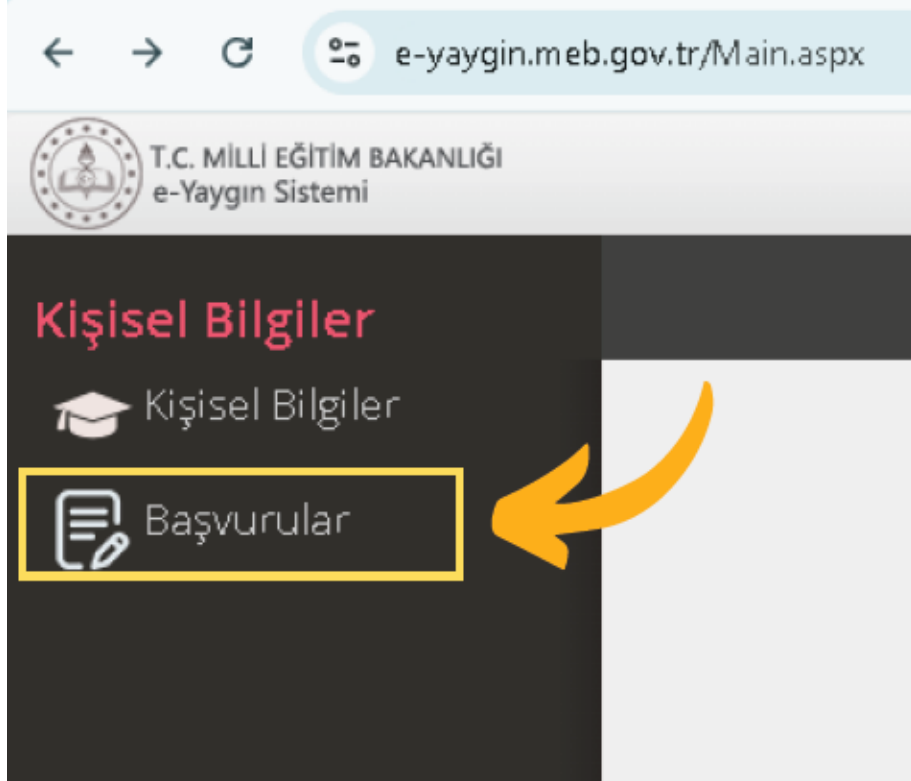 e-yaygin.meb.gov.tr/Main.aspx
T.C. MİLLİ EĞİTİM BAKANLIĞI
e-Yaygın Sistemi
Kişisel Bilgiler
Kişisel Bilgiler
Başvurular